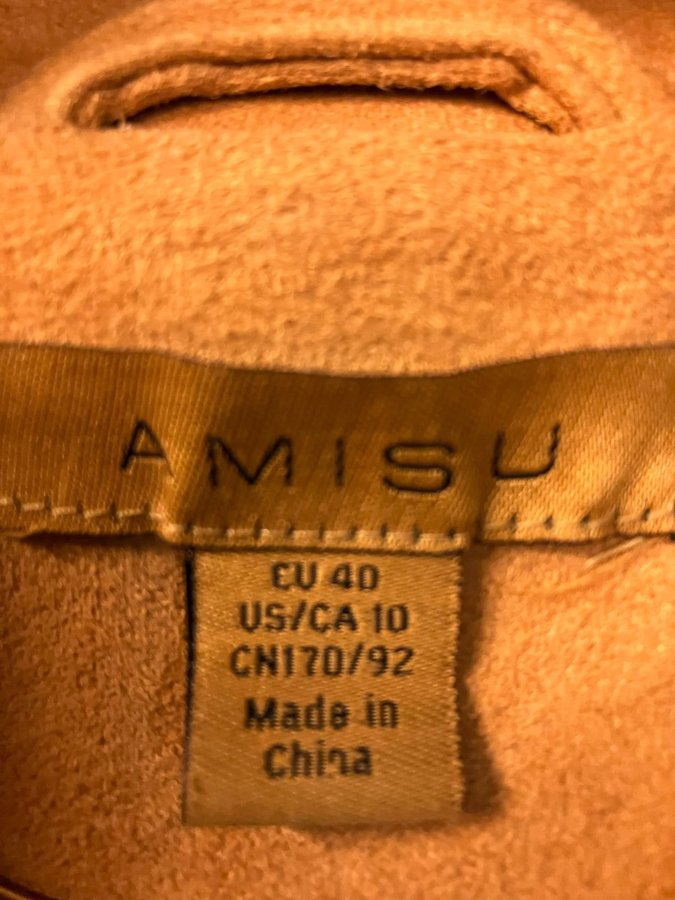 AMISU
EU 40
US/CA 10
CN170/92
Made in
China